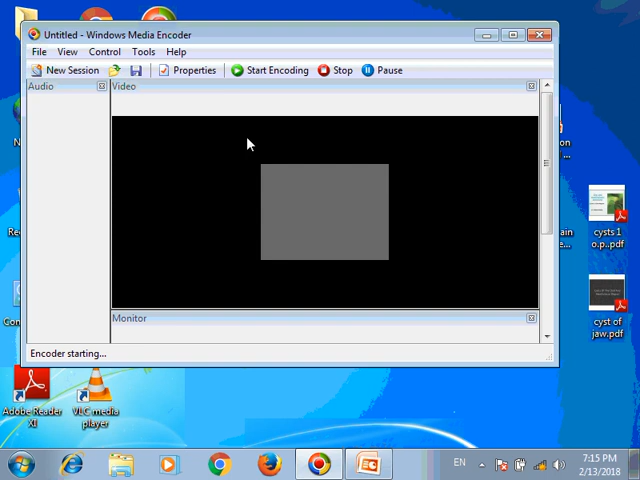 Untitled - Windows Media Encoder
File View Control Tools Help
New Session Properties Start Encoding Stop Pause
Audio
Video
Monitor
Encoder starting...
cysts 1
o.p..pdf
cyst of
jaw.pdf
Adobe Reader
XI
VLC media
player
EN
7:15 PM
2/13/2018